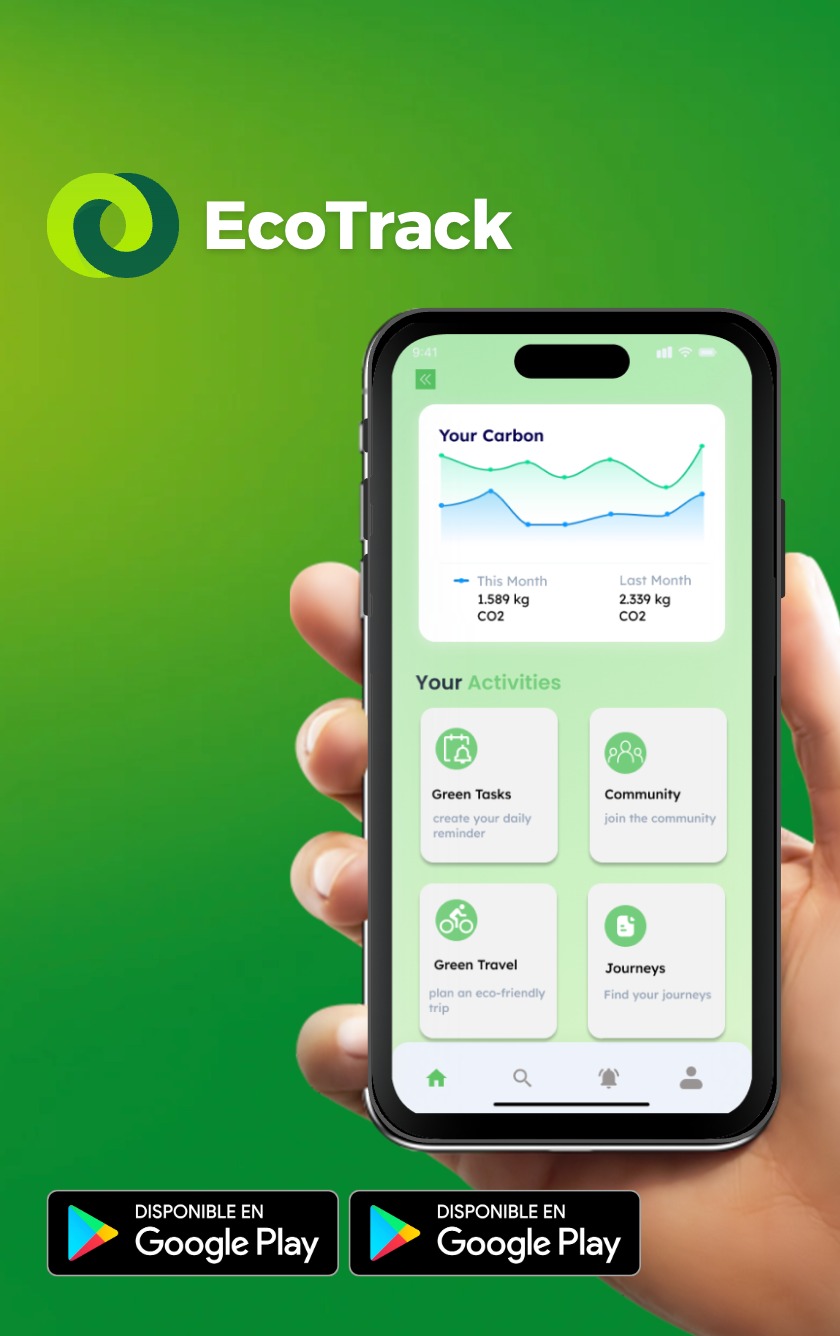 EcoTrack
9:41
Your Carbon
This Month
1.589 kg
CO2
Last Month
2.339 kg
CO2
Your Activities
Green Tasks
create your daily
reminder
Community
join the community
Green Travel
plan an eco-friendly
trip
Journeys
Find your journeys
DISPONIBLE EN
Google Play
DISPONIBLE EN
Google Play